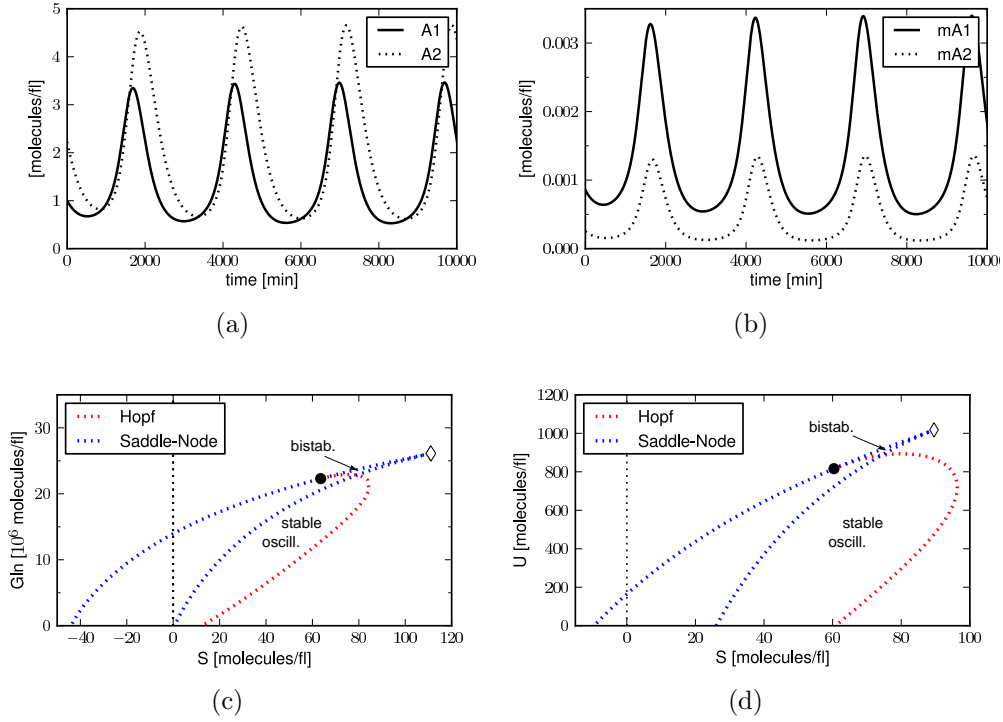 5
4
3
2
1
0
[molecules/fl]
A1
A2
0 2000 4000 6000 8000 10000
time [min]
(a)
0.003
0.002
0.001
0.000
[molecules/fl]
mA1
mA2
0 2000 4000 6000 8000 10000
time [min]
(b)
30
20
10
0
Gln [10⁶ molecules/fl]
Hopf
Saddle-Node
bistab.
stable
oscill.
−40 −20 0 20 40 60 80 100 120
S [molecules/fl]
(c)
1200
1000
800
600
400
200
0
U [molecules/fl]
Hopf
Saddle-Node
bistab.
stable
oscill.
0 20 40 60 80 100
S [molecules/fl]
(d)